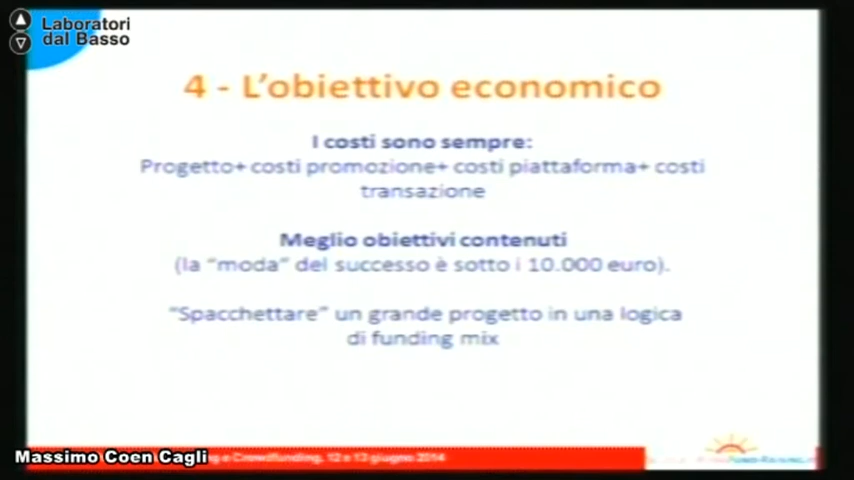 Laboratori
dal Basso
4 - L'obiettivo economico
I costi sono sempre:
Progetto+ costi promozione+ costi piattaforma+ costi
transazione
Meglio obiettivi contenuti
(la "moda" del successo è sotto i 10.000 euro).
"Spacchettare" un grande progetto in una logica
di funding mix
Massimo Coen Cagli
e Crowdfunding, 12 e 13 giugno 2014